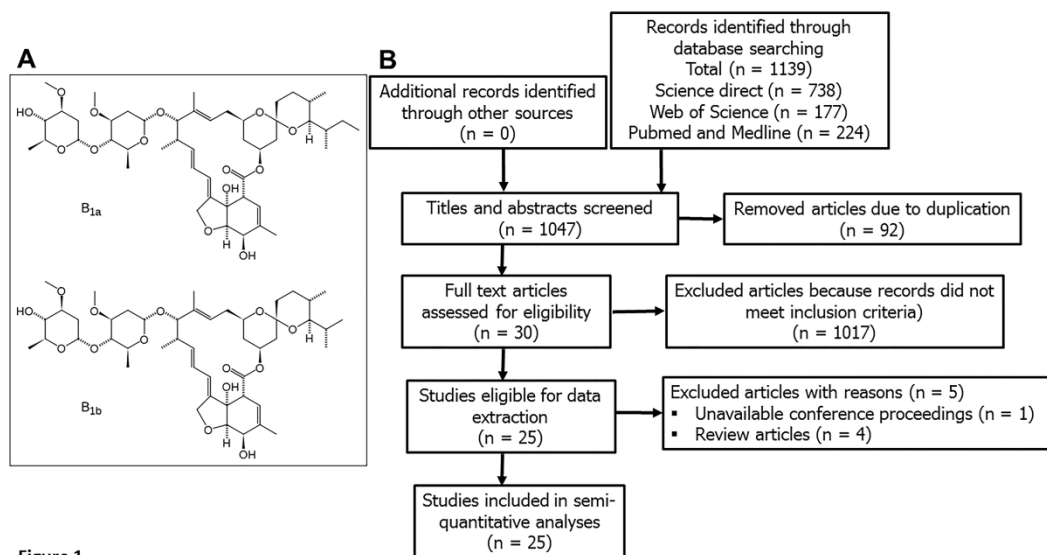 A
HO
O
O
O
O
O
O
O
O
O
H
O
O
OH
O
H
OH
B1a
HO
O
O
O
O
O
O
O
O
O
H
O
O
OH
O
H
OH
B1b
B
Additional records identified
through other sources
(n = 0)
Records identified through
database searching
Total (n = 1139)
Science direct (n = 738)
Web of Science (n = 177)
Pubmed and Medline (n = 224)
Titles and abstracts screened
(n = 1047)
Removed articles due to duplication
(n = 92)
Full text articles
assessed for eligibility
(n = 30)
Excluded articles because records did not
meet inclusion criteria)
(n = 1017)
Studies eligible for data
extraction
(n = 25)
Excluded articles with reasons (n = 5)
▪ Unavailable conference proceedings (n = 1)
▪ Review articles (n = 4)
Studies included in semi-
quantitative analyses
(n = 25)
Figure 1